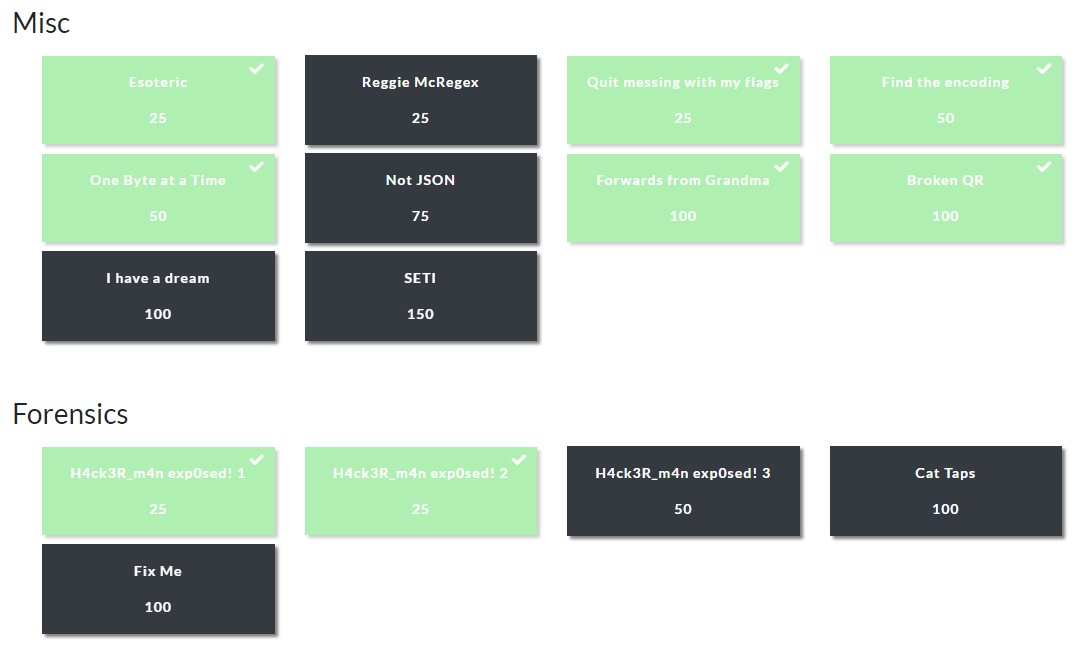 Misc
Esoteric
25
Reggie McRegex
25
Quit messing with my flags
25
Find the encoding
50
One Byte at a Time
50
Not JSON
75
Forwards from Grandma
100
Broken QR
100
I have a dream
100
SETI
150
Forensics
H4ck3R_m4n exp0sed! 1
25
H4ck3R_m4n exp0sed! 2
25
H4ck3R_m4n exp0sed! 3
50
Cat Taps
100
Fix Me
100